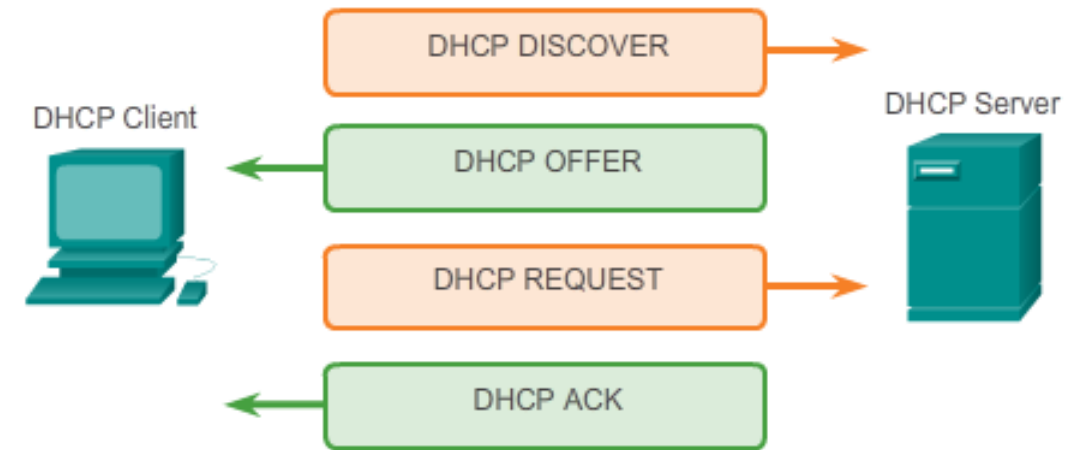 DHCP DISCOVER
DHCP Client
DHCP Server
DHCP OFFER
DHCP REQUEST
DHCP ACK